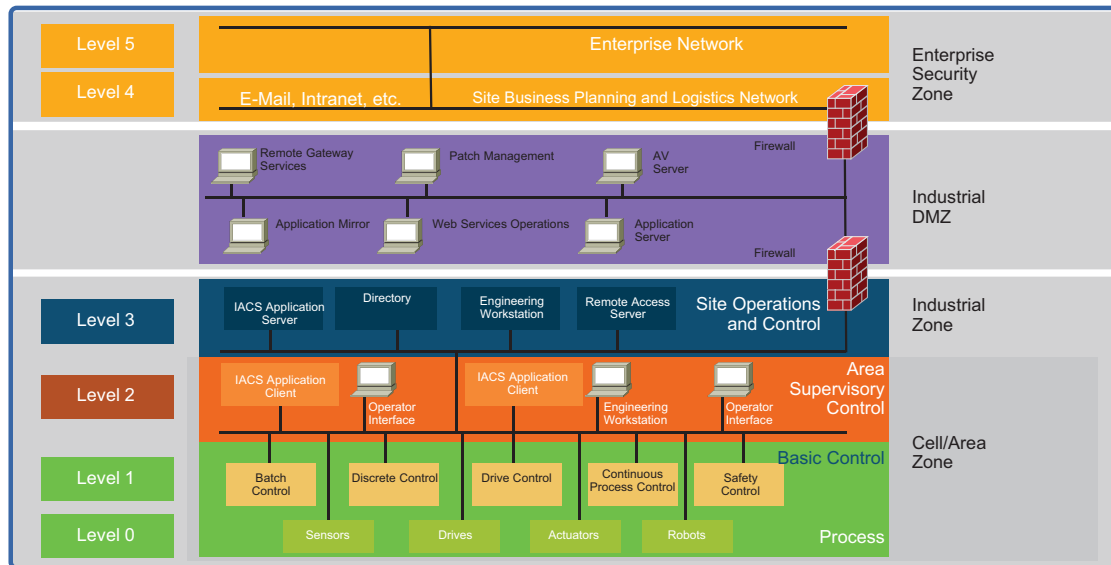 Level 5
Enterprise Network
Enterprise
Security
Zone
Level 4
E-Mail, Intranet, etc.
Site Business Planning and Logistics Network
Remote Gateway
Services
Patch Management
AV
Server
Firewall
Application Mirror
Web Services Operations
Application
Server
Firewall
Industrial
DMZ
Level 3
IACS Application
Server
Directory
Engineering
Workstation
Remote Access
Server
Site Operations
and Control
Industrial
Zone
Level 2
IACS Application
Client
Operator
Interface
IACS Application
Client
Engineering
Workstation
Operator
Interface
Area
Supervisory
Control
Cell/Area
Zone
Level 1
Basic Control
Batch
Control
Discrete Control
Drive Control
Continuous
Process Control
Safety
Control
Level 0
Sensors
Drives
Actuators
Robots
Process